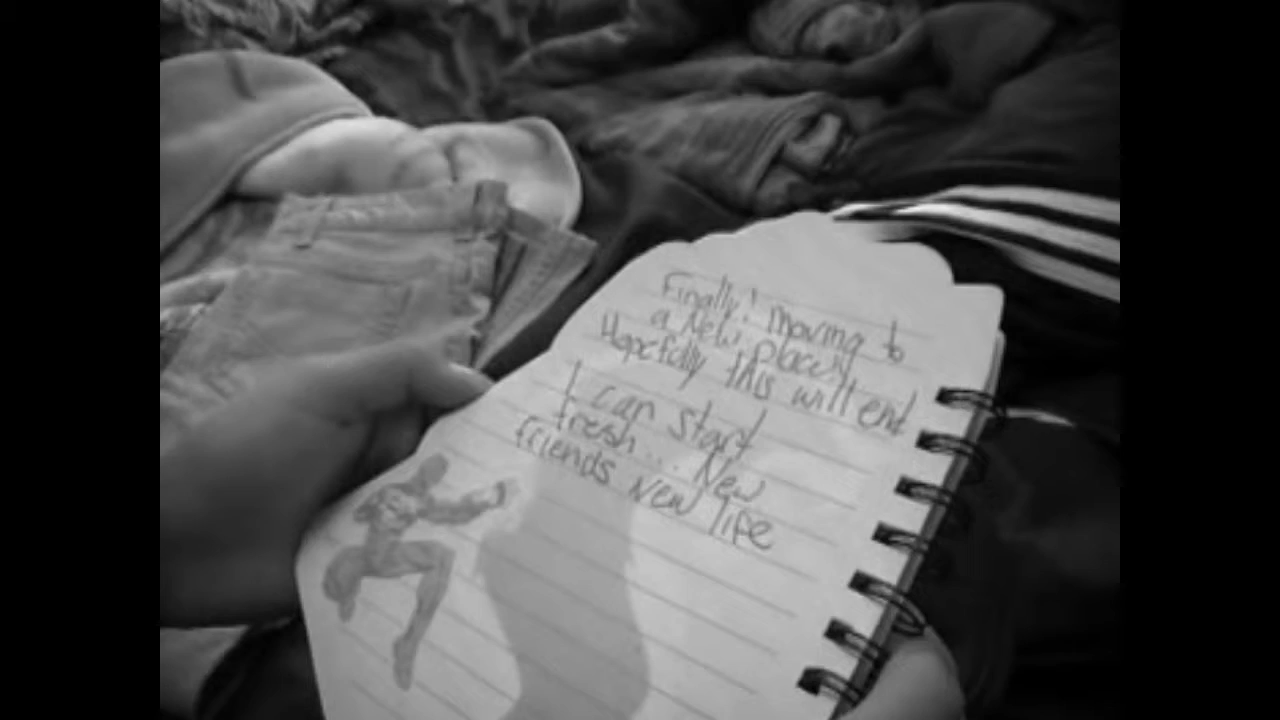 Finally! moving to
a New place!!
Hopefully this will end
I can start
fresh... New
friends New life